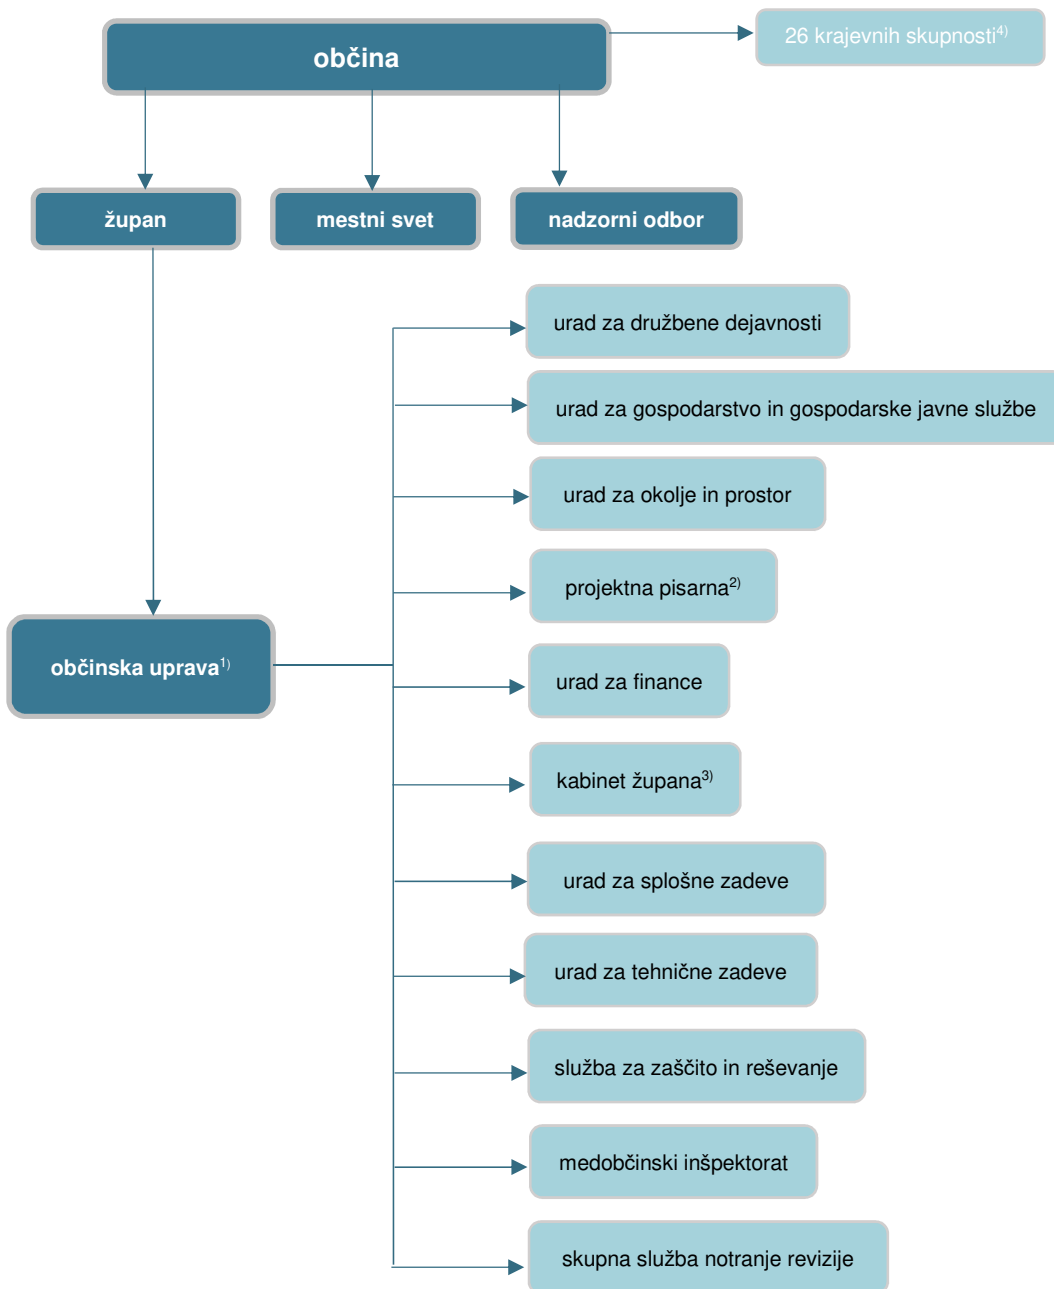 občina
26 krajevnih skupnosti⁴⁾
župan
mestni svet
nadzorni odbor
urad za družbene dejavnosti
urad za gospodarstvo in gospodarske javne službe
urad za okolje in prostor
projektna pisarna²⁾
občinska uprava¹⁾
urad za finance
kabinet župana³⁾
urad za splošne zadeve
urad za tehnične zadeve
služba za zaščito in reševanje
medobčinski inšpektorat
skupna služba notranje revizije